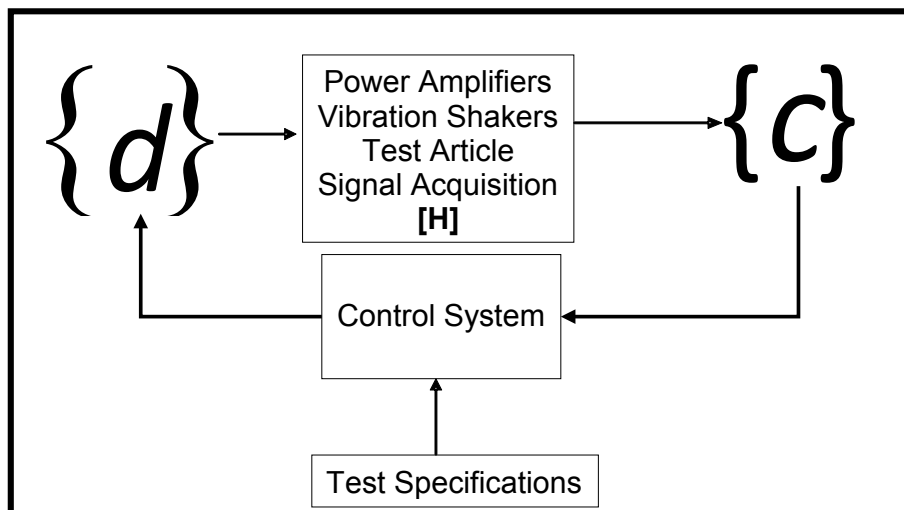 {d}
Power Amplifiers
Vibration Shakers
Test Article
Signal Acquisition
[H]
{c}
Control System
Test Specifications